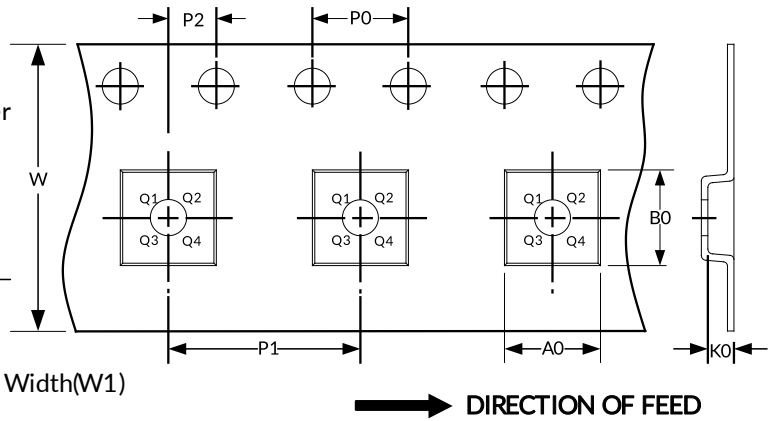 P2
P0
er
W
Q1 Q2
Q3 Q4
Q1 Q2
Q3 Q4
Q1 Q2
Q3 Q4
B0
P1
A0
K0
Width(W1)
DIRECTION OF FEED